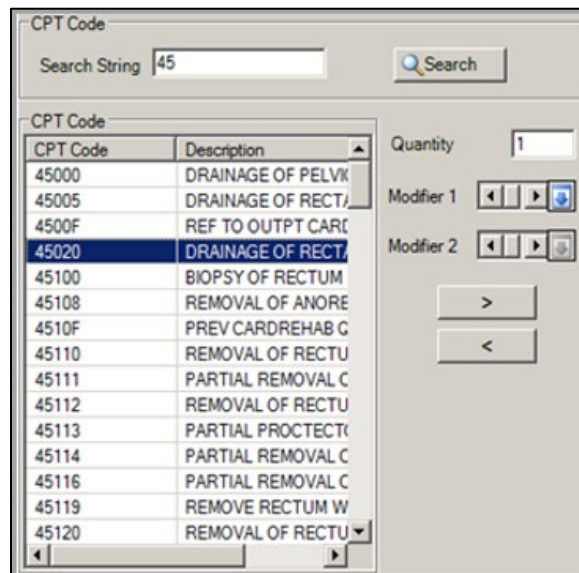 CPT Code
Search String 45 Search
CPT Code
CPT Code Description
45000 DRAINAGE OF PELVI
45005 DRAINAGE OF RECT
4500F REF TO OUTPT CARD
45020 DRAINAGE OF RECT
45100 BIOPSY OF RECTUM
45108 REMOVAL OF ANORE
4510F PREV CARDREHAB Q
45110 REMOVAL OF RECTU
45111 PARTIAL REMOVAL O
45112 REMOVAL OF RECTU
45113 PARTIAL PROCTECT
45114 PARTIAL REMOVAL O
45116 PARTIAL REMOVAL O
45119 REMOVE RECTUM W
45120 REMOVAL OF RECTU
Quantity 1
Modifier 1
Modifier 2
>
<